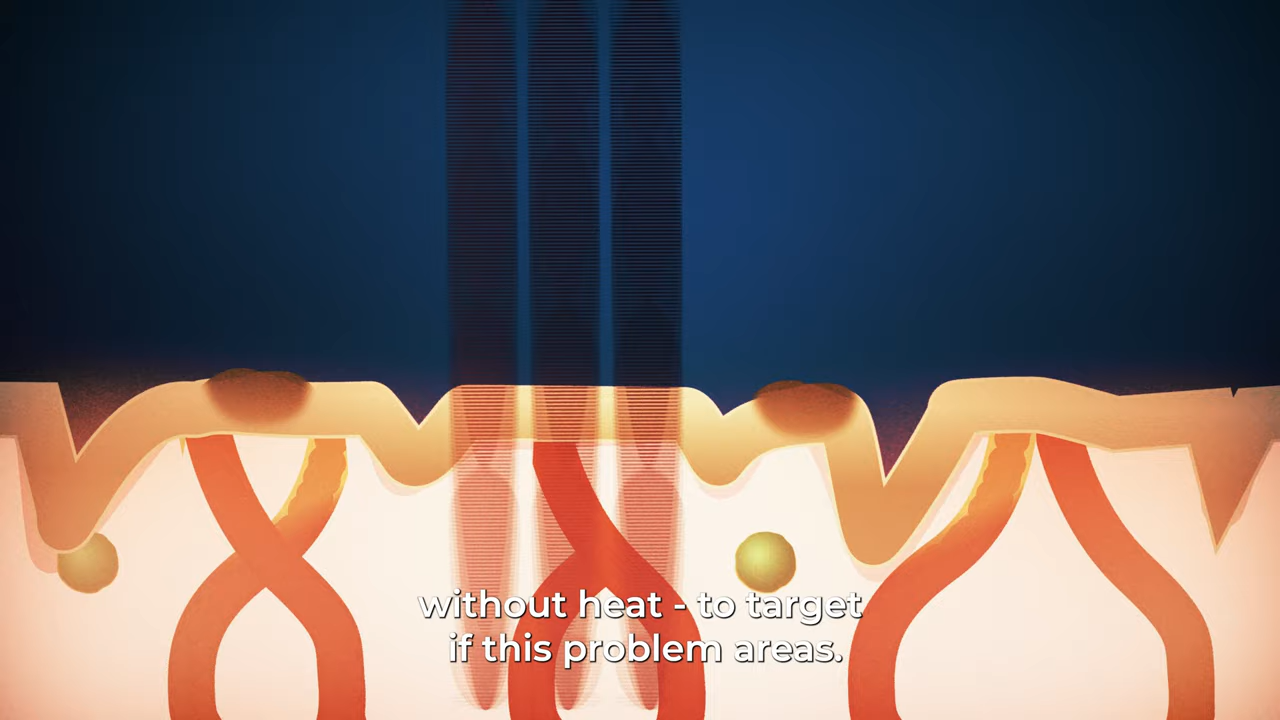 without heat - to target
if this problem areas.